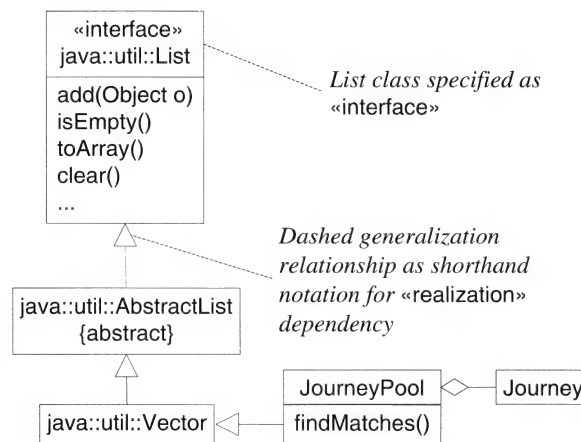 «interface»
java::util::List
add(Object o)
isEmpty()
toArray()
clear()
...
List class specified as
«interface»
Dashed generalization
relationship as shorthand
notation for «realization»
dependency
java::util::AbstractList
{abstract}
JourneyPool
findMatches()
Journey
java::util::Vector